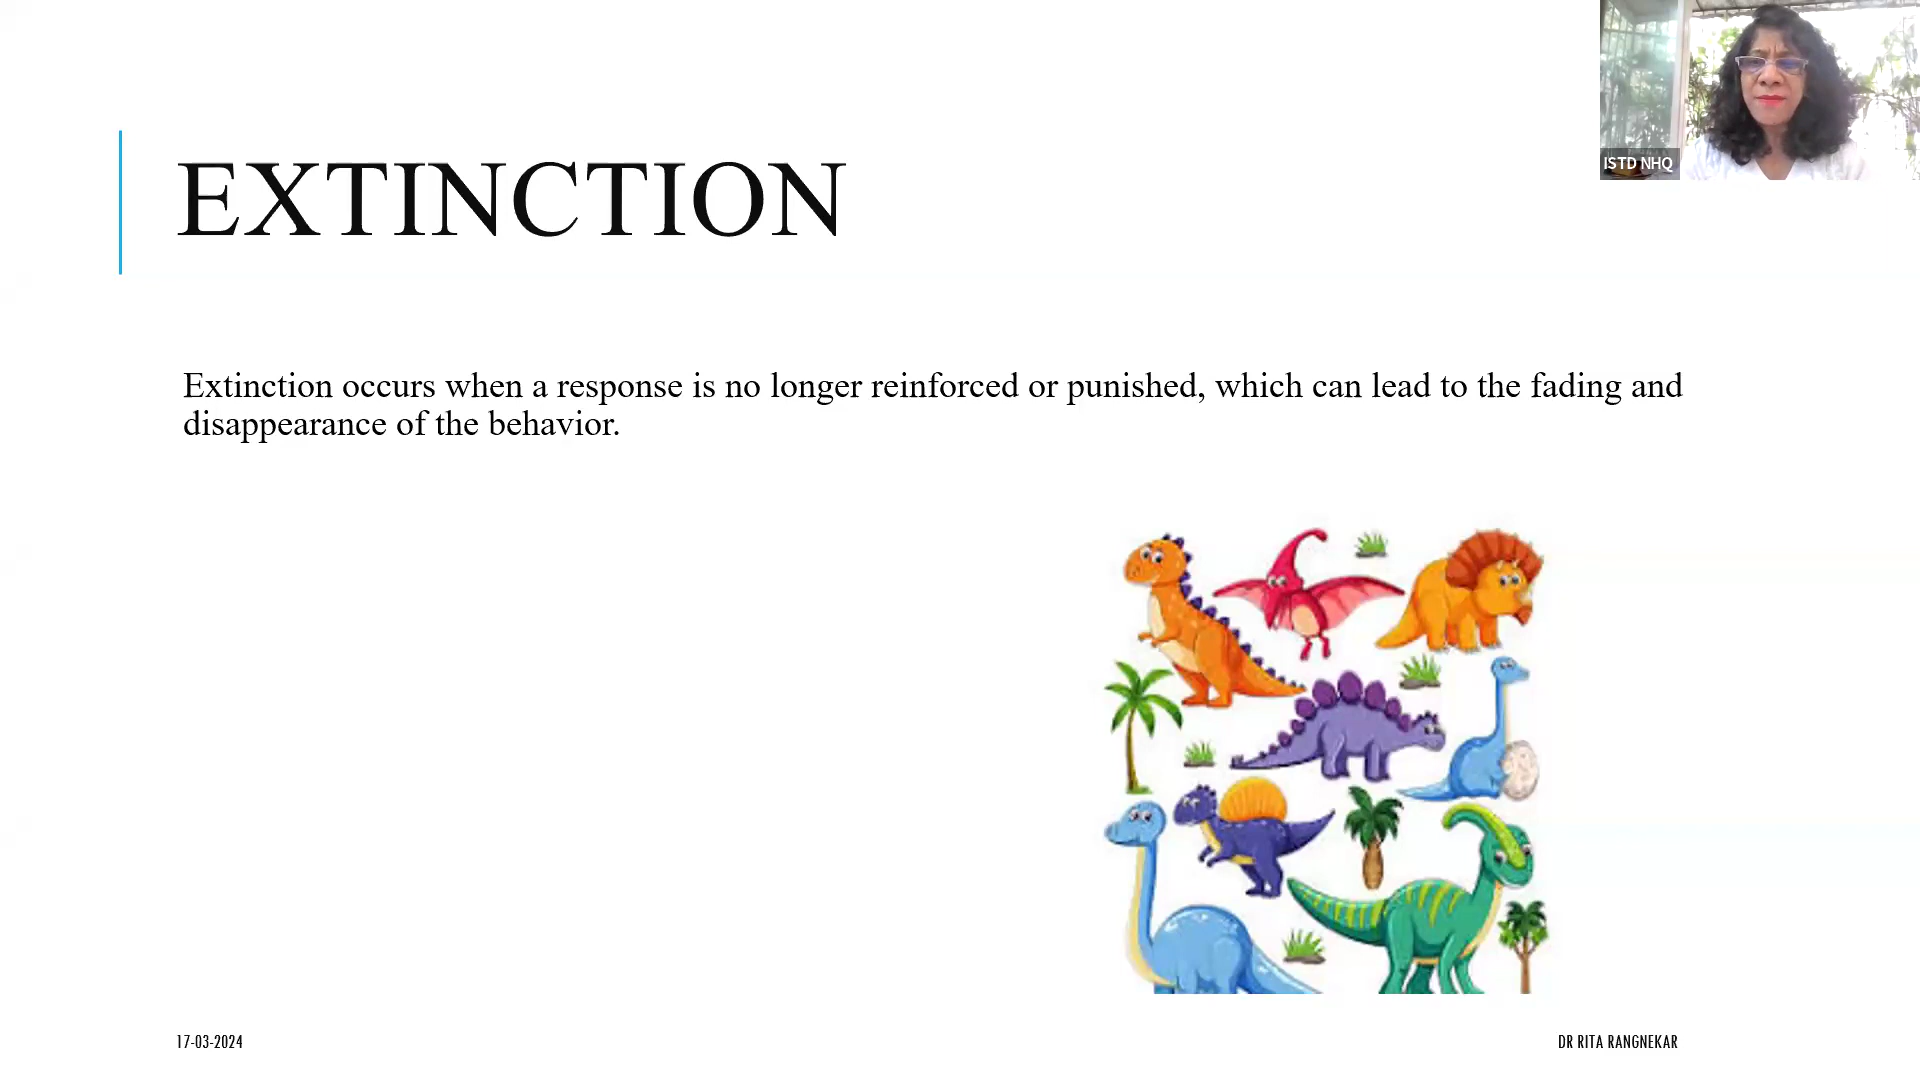 ISTD NHQ
EXTINCTION
Extinction occurs when a response is no longer reinforced or punished, which can lead to the fading and
disappearance of the behavior.
17-03-2024
DR RITA RANGNEKAR